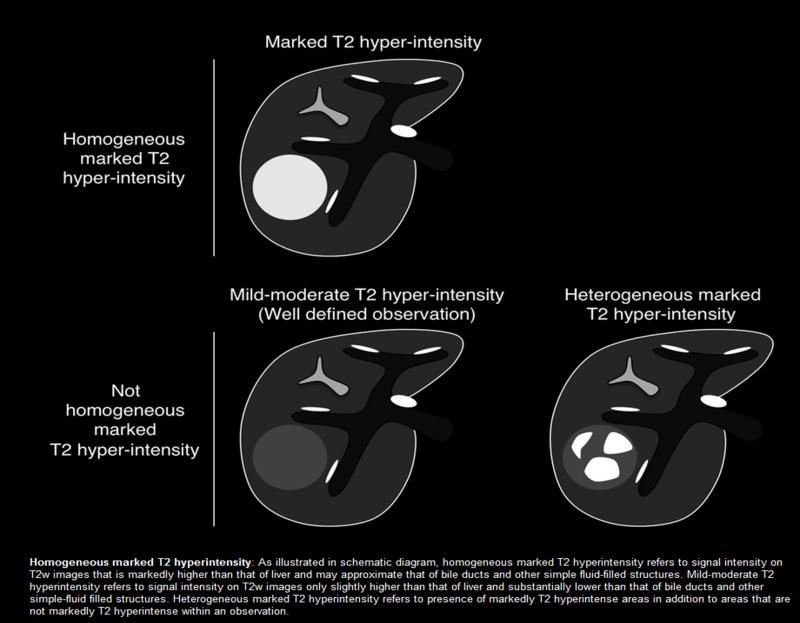 Marked T2 hyper-intensity
Homogeneous
marked T2
hyper-intensity
Mild-moderate T2 hyper-intensity
(Well defined observation)
Heterogeneous marked
T2 hyper-intensity
Not
homogeneous
marked
T2 hyper-intensity
Homogeneous marked T2 hyperintensity: As illustrated in schematic diagram, homogeneous marked T2 hyperintensity refers to signal intensity on
T2w images that is markedly higher than that of liver and may approximate that of bile ducts and other simple fluid-filled structures. Mild-moderate T2
hyperintensity refers to signal intensity on T2w images only slightly higher than that of liver and substantially lower than that of bile ducts and other
simple-fluid filled structures. Heterogeneous marked T2 hyperintensity refers to presence of markedly T2 hyperintense areas in addition to areas that are
not markedly T2 hyperintense within an observation.